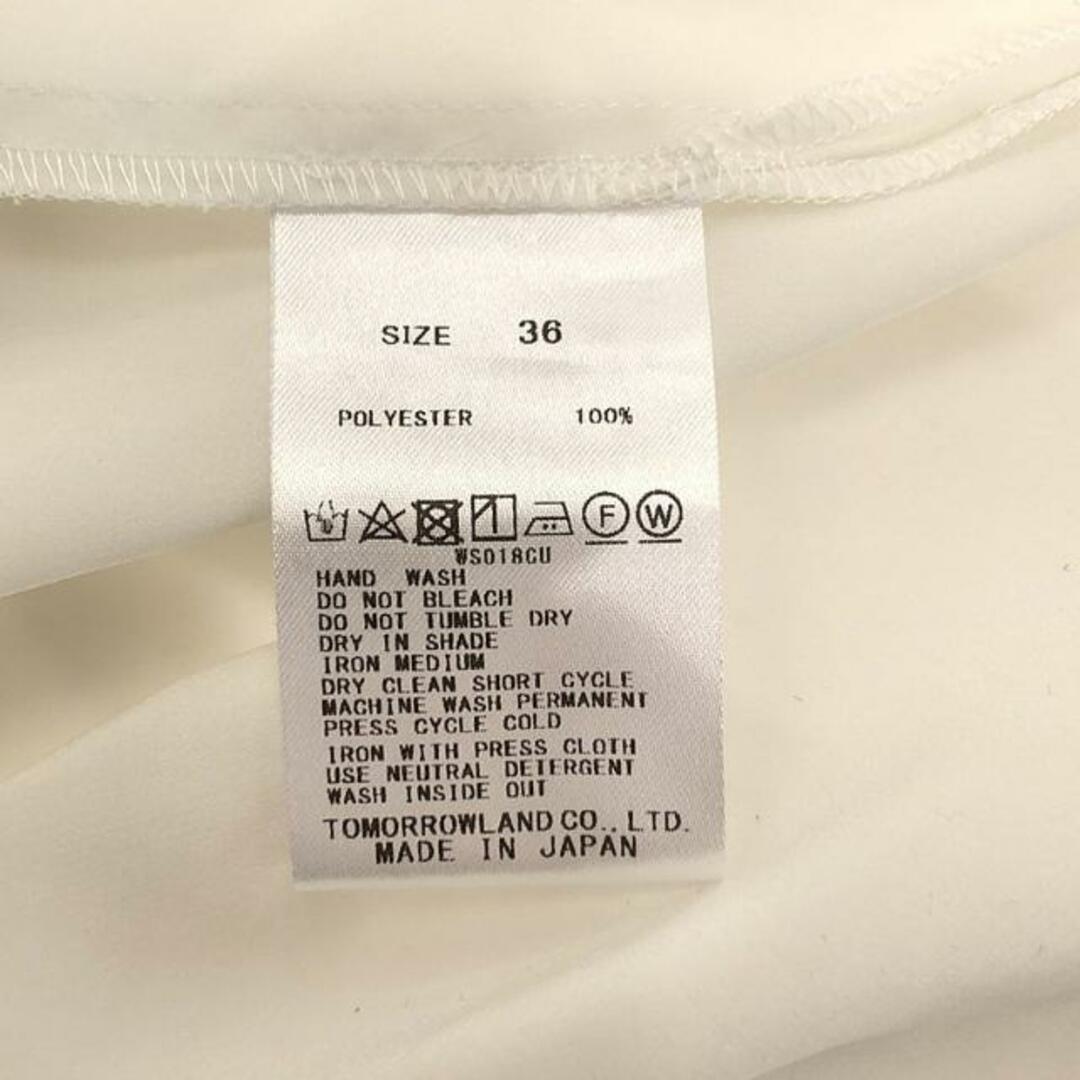 SIZE 36
POLYESTER 100%
F W
WS018CU
HAND WASH
DO NOT BLEACH
DO NOT TUMBLE DRY
DRY IN SHADE
IRON MEDIUM
DRY CLEAN SHORT CYCLE
MACHINE WASH PERMANENT
PRESS CYCLE COLD
IRON WITH PRESS CLOTH
USE NEUTRAL DETERGENT
WASH INSIDE OUT
TOMORROWLAND CO., LTD.
MADE IN JAPAN